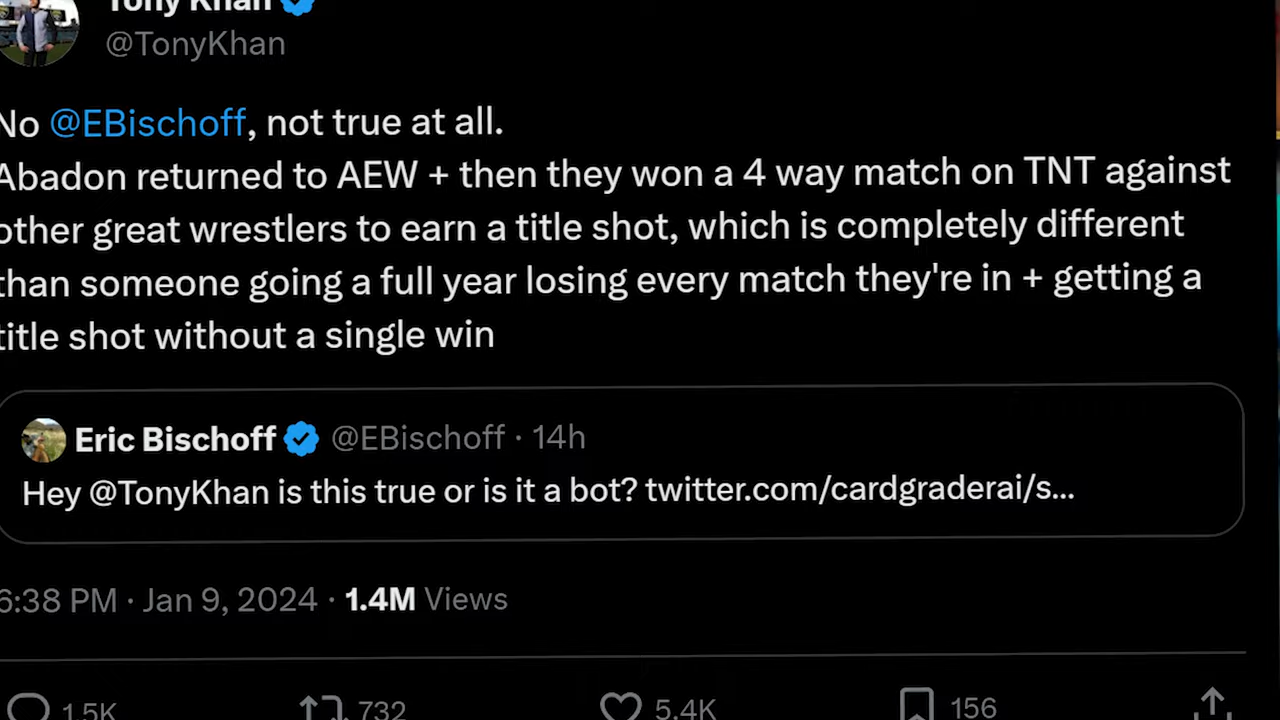 Tony Khan
@TonyKhan
No @EBischoff, not true at all.
Abadon returned to AEW + then they won a 4 way match on TNT against
other great wrestlers to earn a title shot, which is completely different
than someone going a full year losing every match they're in + getting a
title shot without a single win
Eric Bischoff @EBischoff · 14h
Hey @TonyKhan is this true or is it a bot? twitter.com/cardgraderai/s...
6:38 PM · Jan 9, 2024 · 1.4M Views
1.5K 732 5.4K 156